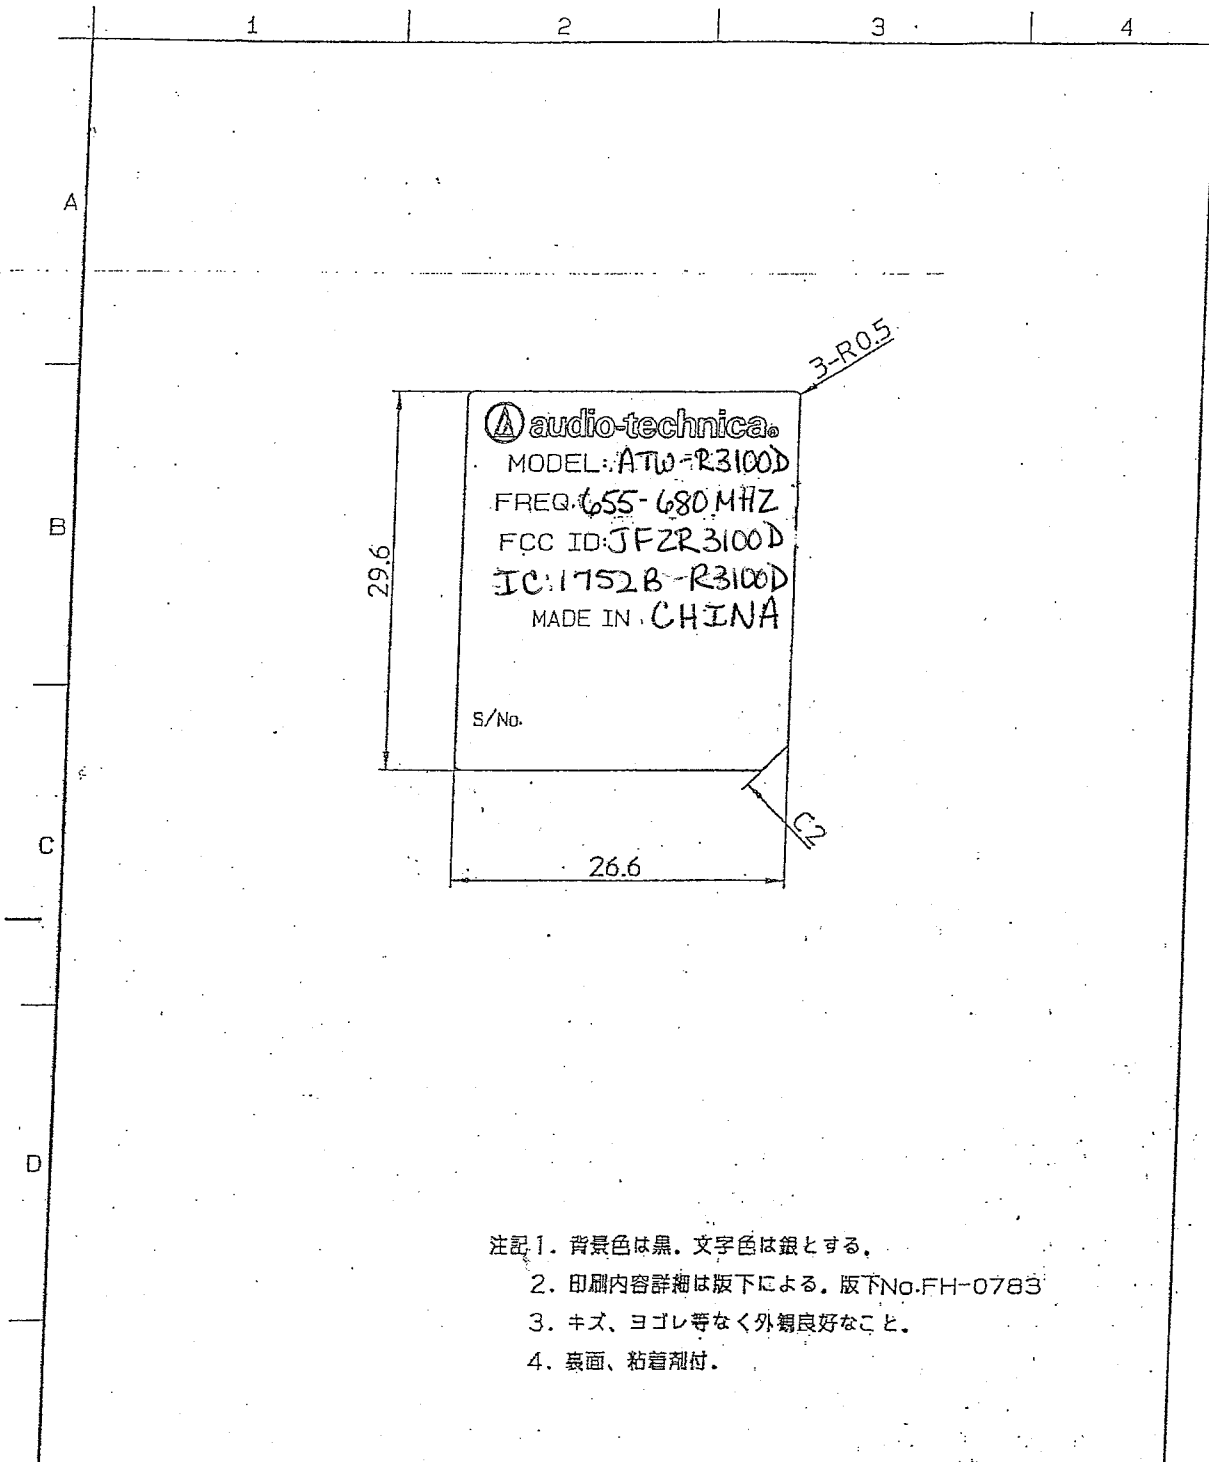 1 2 3 4
A
3-R0.5
audio-technica®
MODEL: ATW-R3100D
FREQ. 655-680 MHZ
B
FCC ID: JFZR3100D
29.6
IC: 1752B-R3100D
MADE IN CHINA
S/No.
C2
C
26.6
D
注記 1. 背景色は黒. 文字色は銀とする.
2. 印刷内容詳細は版下による. 版下No.FH-0783
3. キズ、ヨゴレ等なく外観良好なこと.
4. 裏面、粘着剤付.